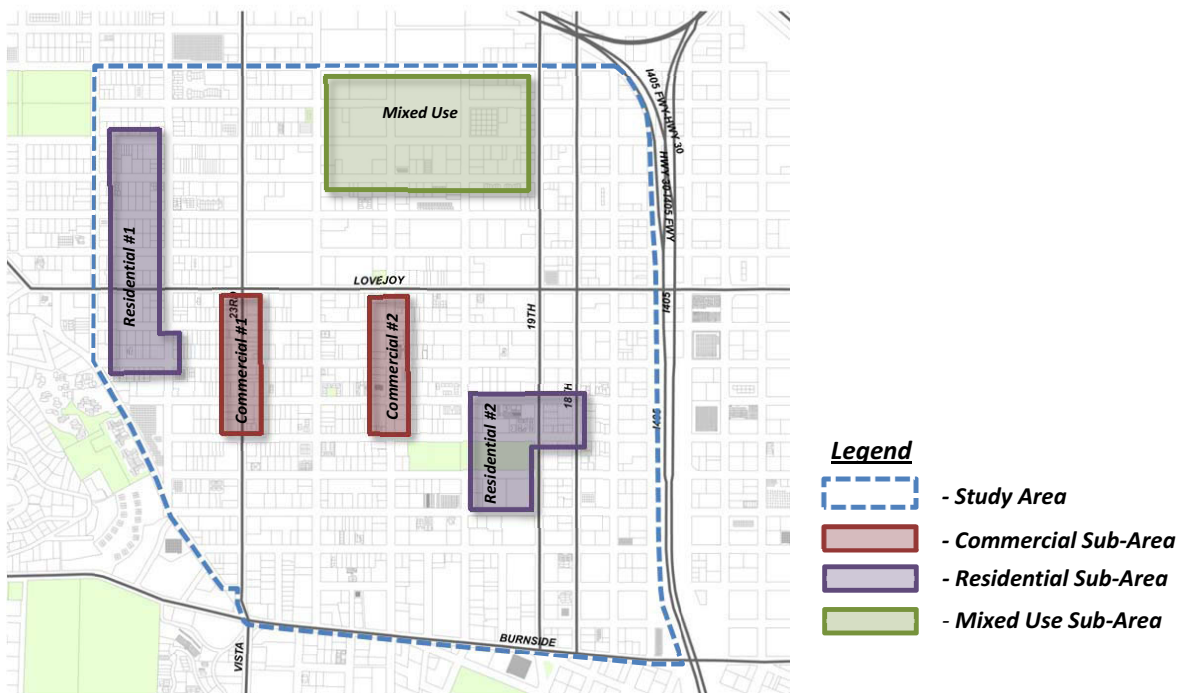 Mixed Use
I405 FWY-HWY 30
HWY 30-I405 FWY
Residential #1
LOVEJOY
23RD
Commercial #1
Commercial #2
19TH
I405
18TH
I405
Residential #2
BURNSIDE
VISTA
Legend
- Study Area
- Commercial Sub-Area
- Residential Sub-Area
- Mixed Use Sub-Area